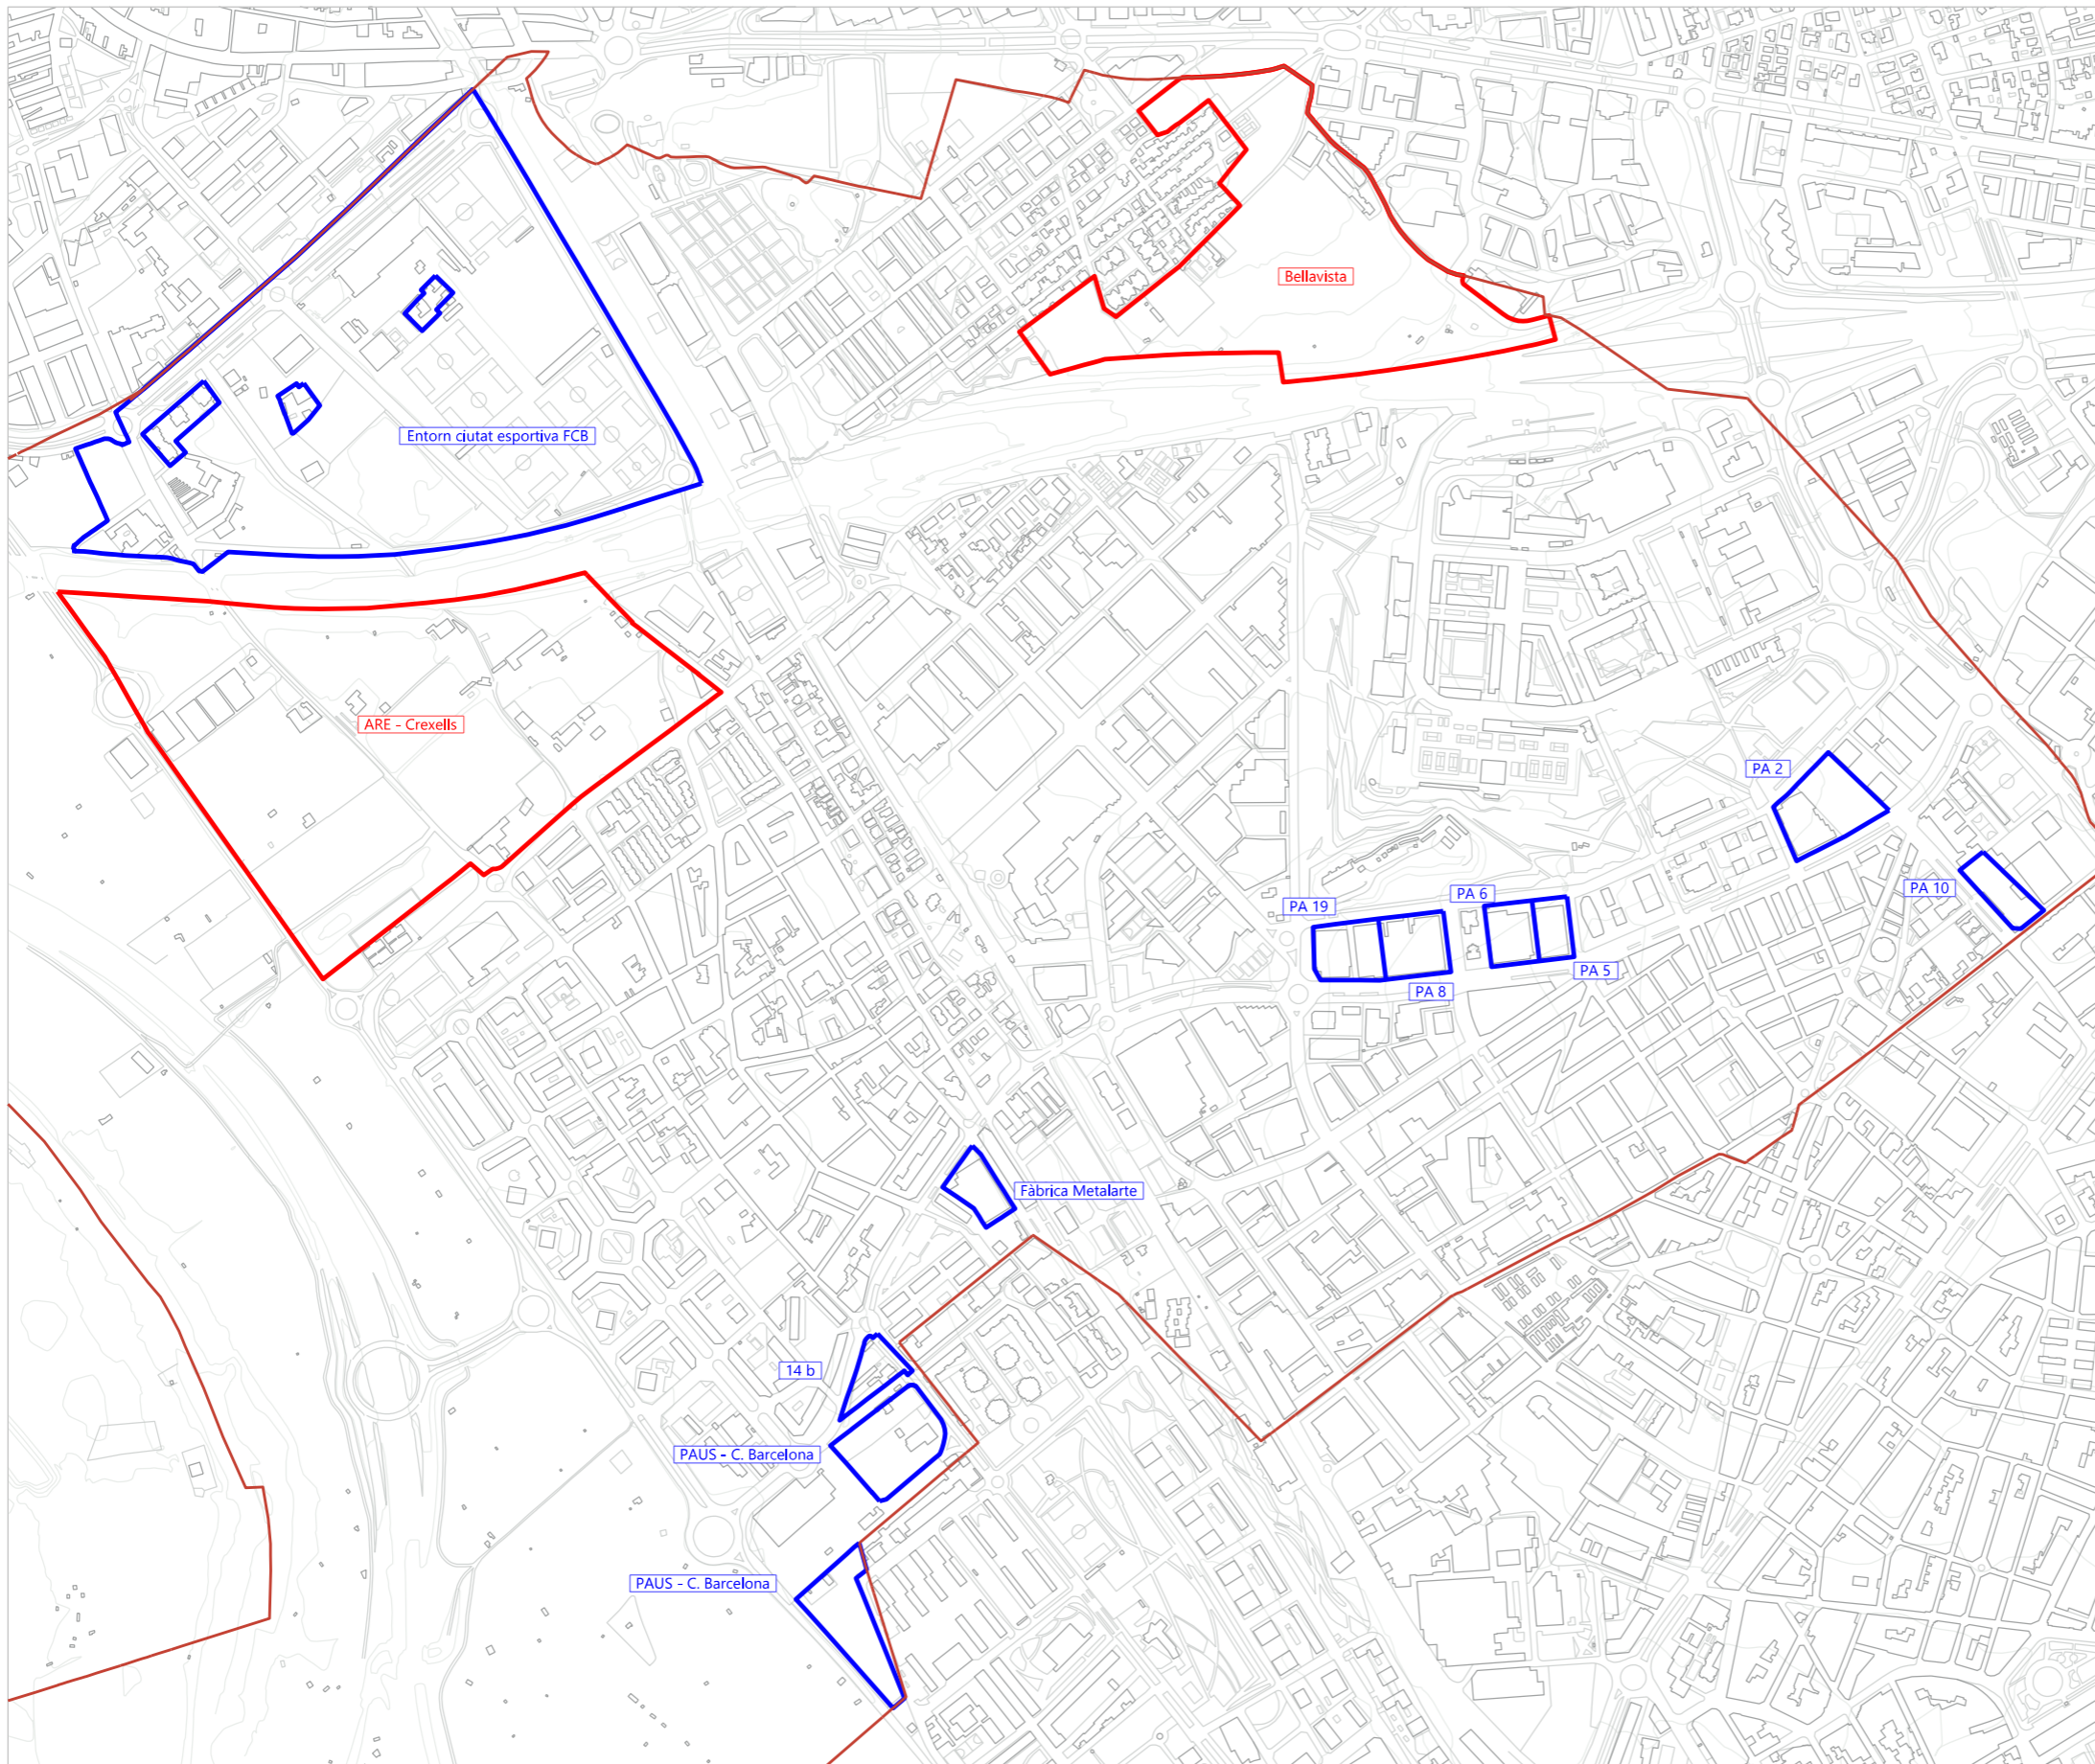 Bellavista
Entorn ciutat esportiva FCB
ARE - Crexells
PA 2
PA 10
PA 6
PA 19
PA 5
PA 8
Fàbrica Metalarte
14 b
PAUS - C. Barcelona
PAUS - C. Barcelona